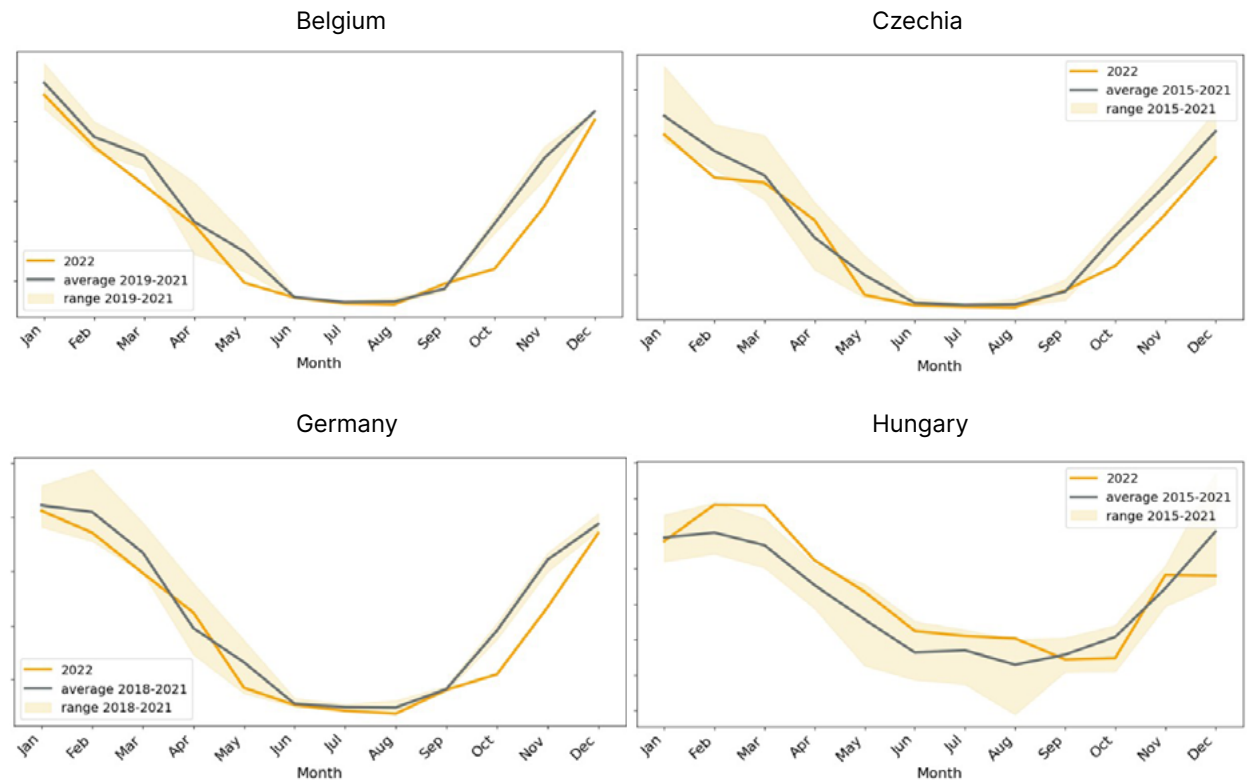 Belgium
2022
average 2019-2021
range 2019-2021
Jan
Feb
Mar
Apr
May
Jun
Jul
Aug
Sep
Oct
Nov
Dec
Month
Czechia
2022
average 2015-2021
range 2015-2021
Jan
Feb
Mar
Apr
May
Jun
Jul
Aug
Sep
Oct
Nov
Dec
Month
Germany
2022
average 2018-2021
range 2018-2021
Jan
Feb
Mar
Apr
May
Jun
Jul
Aug
Sep
Oct
Nov
Dec
Month
Hungary
2022
average 2015-2021
range 2015-2021
Jan
Feb
Mar
Apr
May
Jun
Jul
Aug
Sep
Oct
Nov
Dec
Month